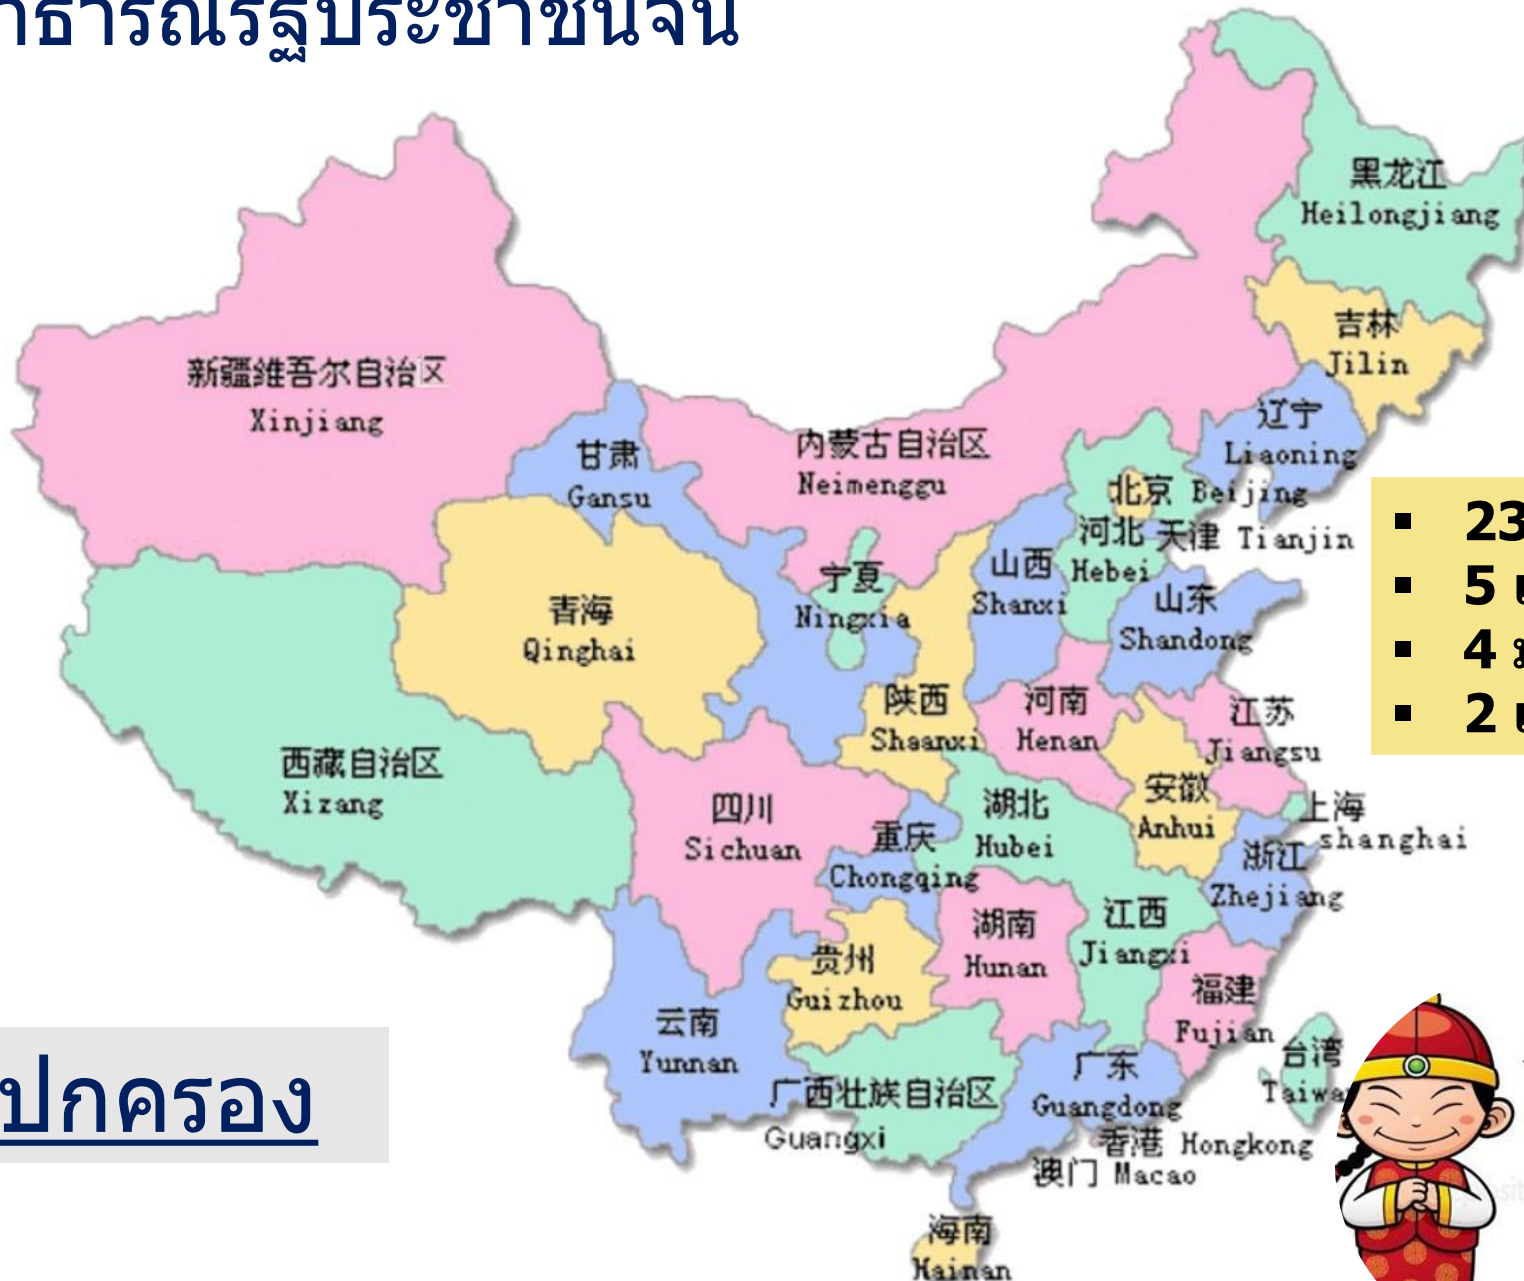 าธารณรัฐประชาชนจีน
黑龙江
Heilongjiang
吉林
Jilin
辽宁
Liaoning
新疆維吾尔自治区
Xinjiang
甘肃
Gansu
内蒙古自治区
Neimenggu
北京 Beijing
天津 Tianjin
河北
Hebei
山西
Shanxi
山东
Shandong
宁夏
Ningxia
青海
Qinghai
陕西
Shaanxi
河南
Henan
江苏
Jiangsu
西藏自治区
Xizang
四川
Sichuan
重庆
Chongqing
湖北
Hubei
安徽
Anhui
上海
shanghai
浙江
Zhejiang
湖南
Hunan
江西
Jiangxi
贵州
Guizhou
福建
Fujian
云南
Yunnan
广西壮族自治区
Guangxi
广东
Guangdong
台湾
Taiwa
香港 Hongkong
澳门 Macao
海南
Hainan
▪ 23
▪ 5 เ
▪ 4 ม
▪ 2 เ
ปกครอง